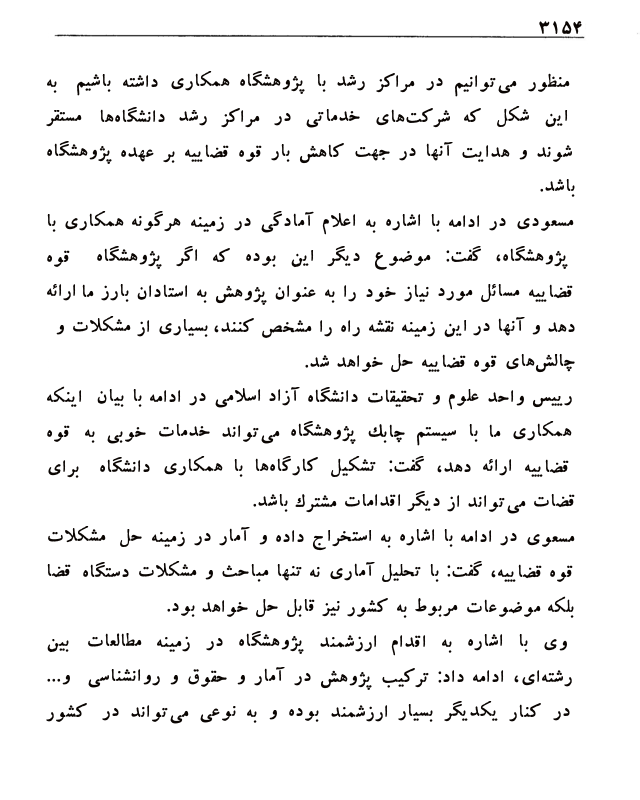 ۳۱۵۴
منظور می‌توانیم در مراکز رشد با پژوهشگاه همکاری داشته باشیم به
این شکل که شرکت‌های خدماتی در مراکز رشد دانشگاه‌ها مستقر
شوند و هدایت آنها در جهت کاهش بار قوه قضاییه بر عهده پژوهشگاه
باشد.
مسعودی در ادامه با اشاره به اعلام آمادگی در زمینه هرگونه همکاری با
پژوهشگاه، گفت: موضوع دیگر این بوده که اگر پژوهشگاه قوه
قضاییه مسائل مورد نیاز خود را به عنوان پژوهش به استادان بارز ما ارائه
دهد و آنها در این زمینه نقشه راه را مشخص کنند، بسیاری از مشکلات و
چالش‌های قوه قضاییه حل خواهد شد.
رییس واحد علوم و تحقیقات دانشگاه آزاد اسلامی در ادامه با بیان اینکه
همکاری ما با سیستم چابك پژوهشگاه می‌تواند خدمات خوبی به قوه
قضاییه ارائه دهد، گفت: تشکیل کارگاه‌ها با همکاری دانشگاه برای
قضات می‌تواند از دیگر اقدامات مشترك باشد.
مسعوی در ادامه با اشاره به استخراج داده و آمار در زمینه حل مشکلات
قوه قضاییه، گفت: با تحلیل آماری نه تنها مباحث و مشکلات دستگاه قضا
بلکه موضوعات مربوط به کشور نیز قابل حل خواهد بود.
وی با اشاره به اقدام ارزشمند پژوهشگاه در زمینه مطالعات بین
رشته‌ای، ادامه داد: ترکیب پژوهش در آمار و حقوق و روانشناسی و...
در کنار یکدیگر بسیار ارزشمند بوده و به نوعی می‌تواند در کشور